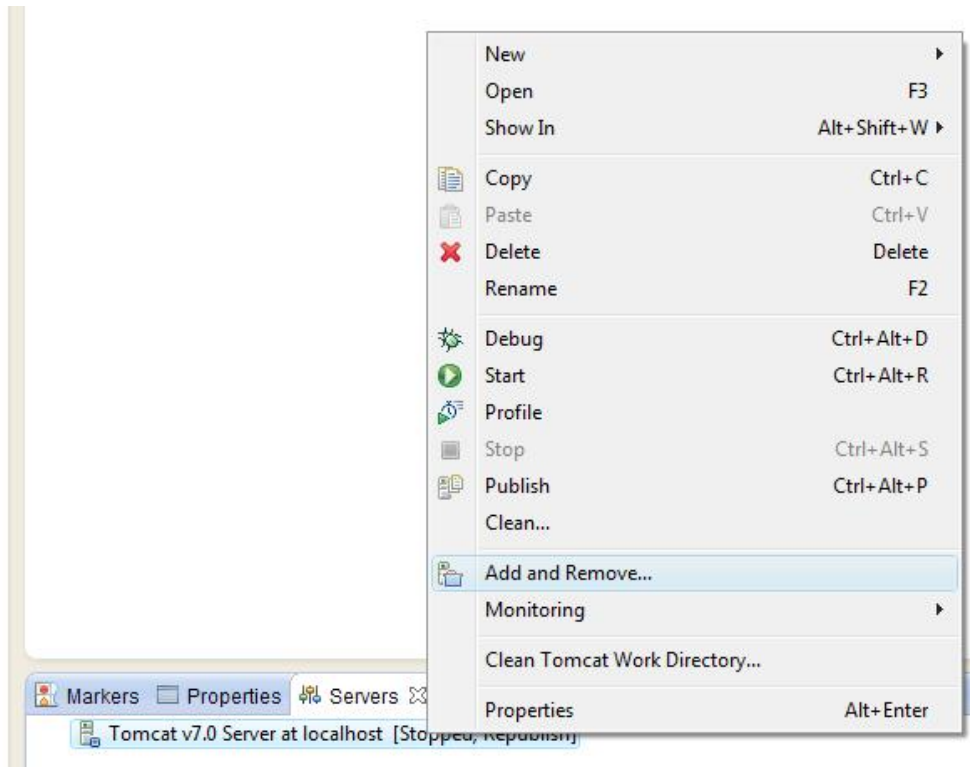 New
Open F3
Show In Alt+Shift+W
Copy Ctrl+C
Paste Ctrl+V
Delete Delete
Rename F2
Debug Ctrl+Alt+D
Start Ctrl+Alt+R
Profile
Stop Ctrl+Alt+S
Publish Ctrl+Alt+P
Clean...
Add and Remove...
Monitoring
Clean Tomcat Work Directory...
Properties Alt+Enter
Markers Properties Servers
Tomcat v7.0 Server at localhost [Stopped, Republish]